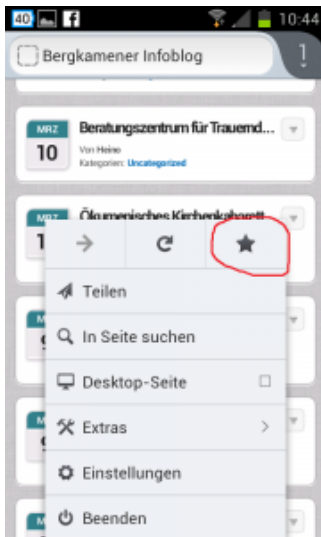 40
10:44
Bergkamener Infoblog
1
MRZ
10
Beratungszentrum für Trauernd...
Von Heino
Kategorien: Uncategorized
MRZ
Ökumenisches Kirchenkabarett
Teilen
In Seite suchen
Desktop-Seite
Extras
Einstellungen
Beenden